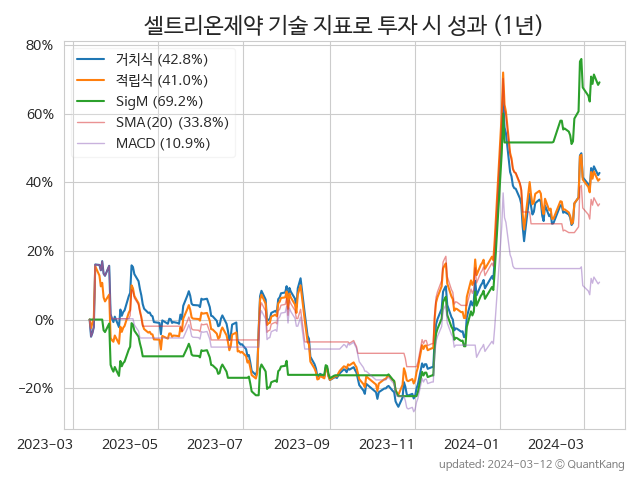 셀트리온제약 기술 지표로 투자 시 성과 (1년)
80%
60%
40%
20%
0%
−20%
거치식 (42.8%)
적립식 (41.0%)
SigM (69.2%)
SMA(20) (33.8%)
MACD (10.9%)
2023-03 2023-05 2023-07 2023-09 2023-11 2024-01 2024-03
updated: 2024-03-12 © QuantKang